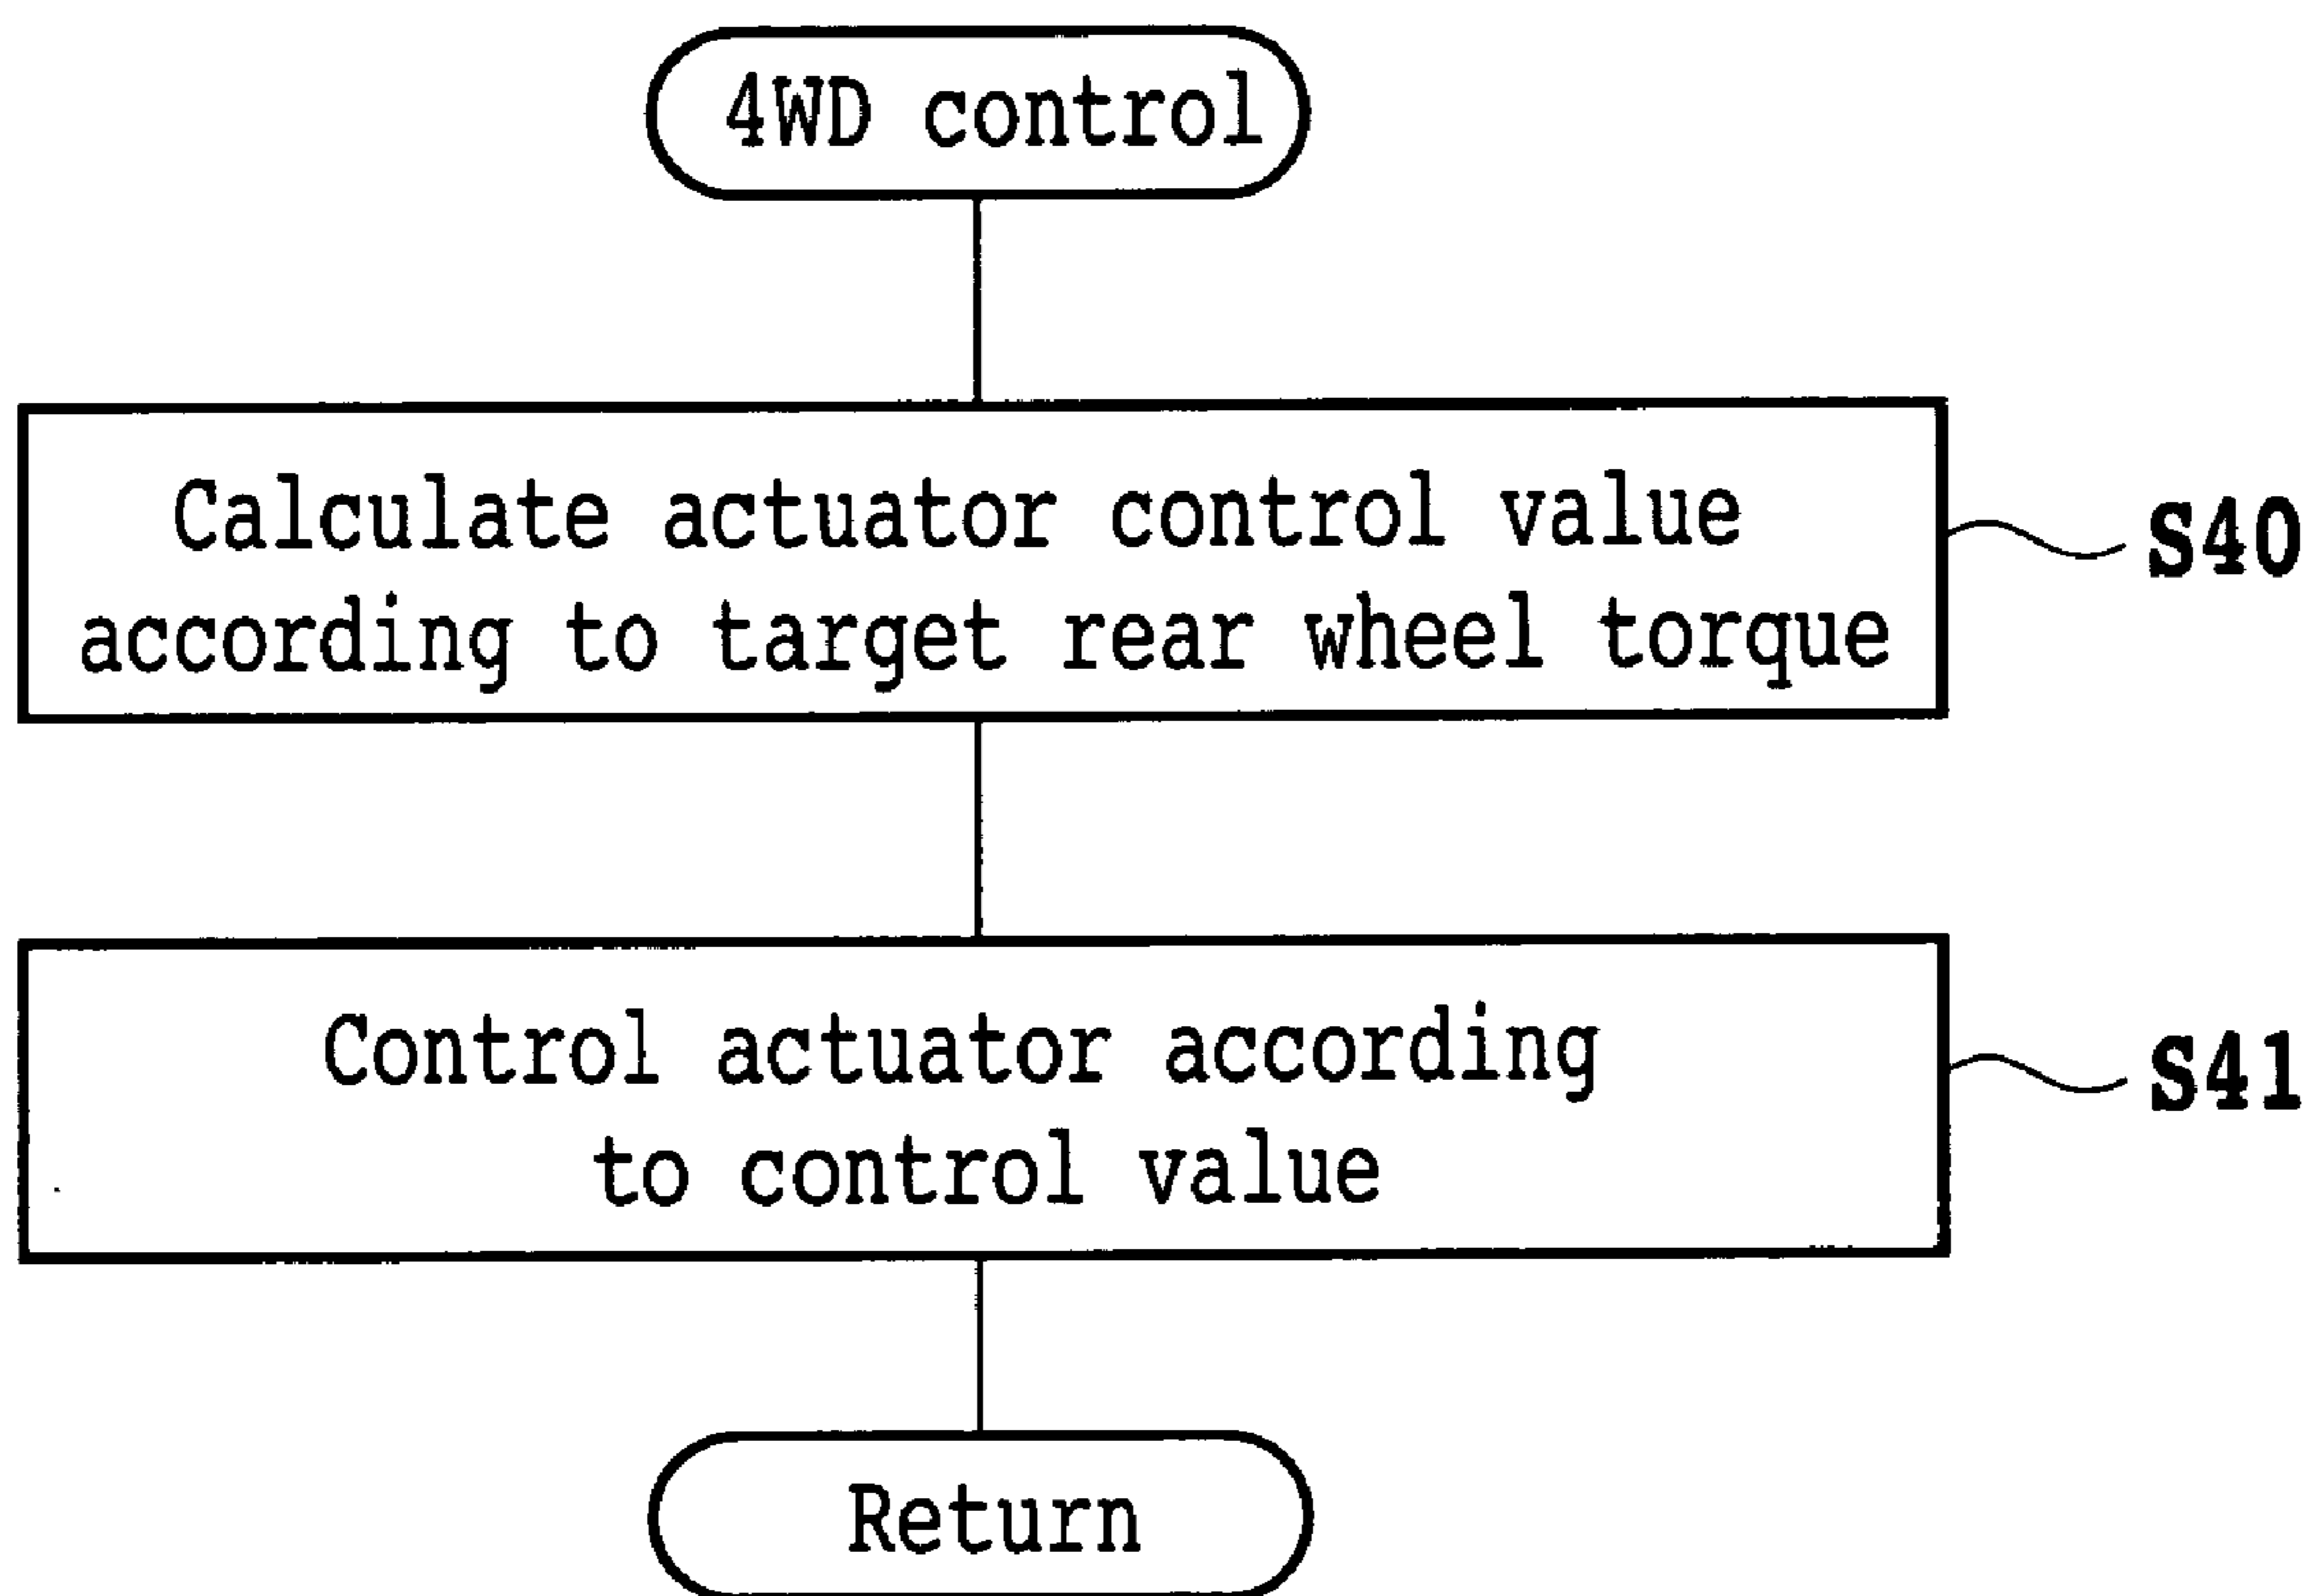 4WD control
Calculate actuator control value
according to target rear wheel torque
S40
Control actuator according
to control value
S41
Return